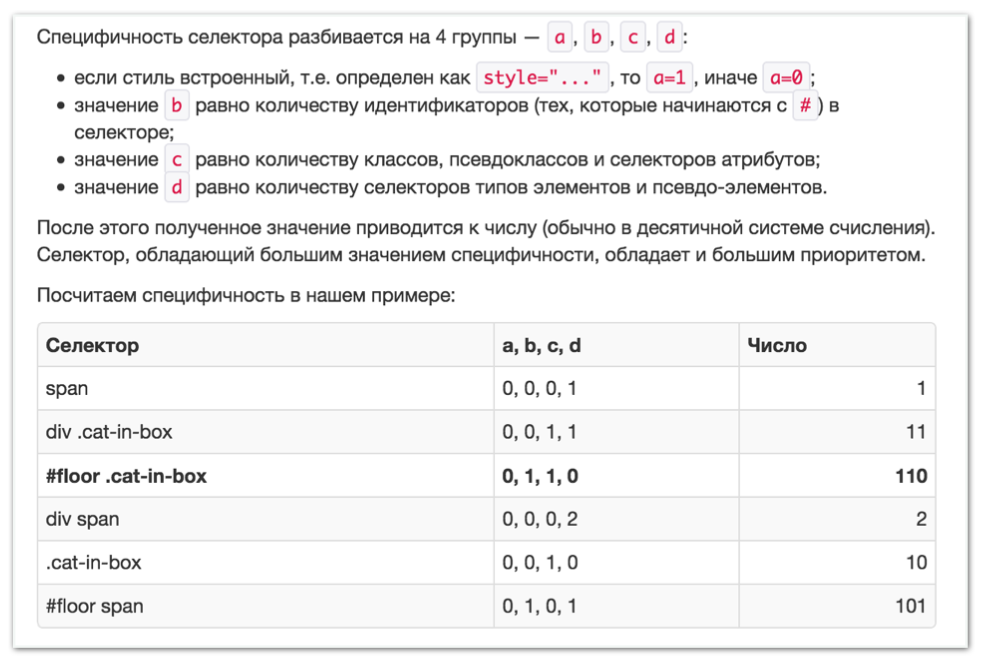 Специфичность селектора разбивается на 4 группы — a, b, c, d:
• если стиль встроенный, т.е. определен как style="...", то a=1, иначе a=0;
• значение b равно количеству идентификаторов (тех, которые начинаются с #) в
селекторе;
• значение c равно количеству классов, псевдоклассов и селекторов атрибутов;
• значение d равно количеству селекторов типов элементов и псевдо-элементов.
После этого полученное значение приводится к числу (обычно в десятичной системе счисления).
Селектор, обладающий большим значением специфичности, обладает и большим приоритетом.
Посчитаем специфичность в нашем примере:
Селектор a, b, c, d Число
span 0, 0, 0, 1 1
div .cat-in-box 0, 0, 1, 1 11
#floor .cat-in-box 0, 1, 1, 0 110
div span 0, 0, 0, 2 2
.cat-in-box 0, 0, 1, 0 10
#floor span 0, 1, 0, 1 101